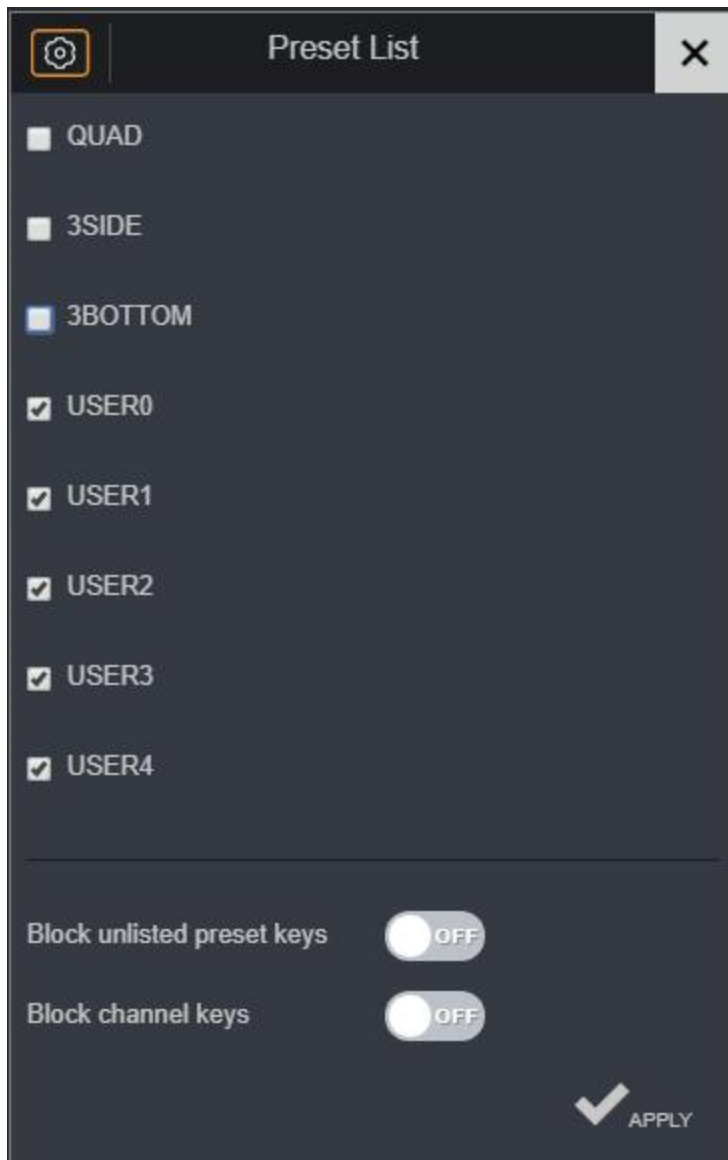 Preset List
QUAD
3SIDE
3BOTTOM
USER0
USER1
USER2
USER3
USER4
Block unlisted preset keys OFF
Block channel keys OFF
APPLY